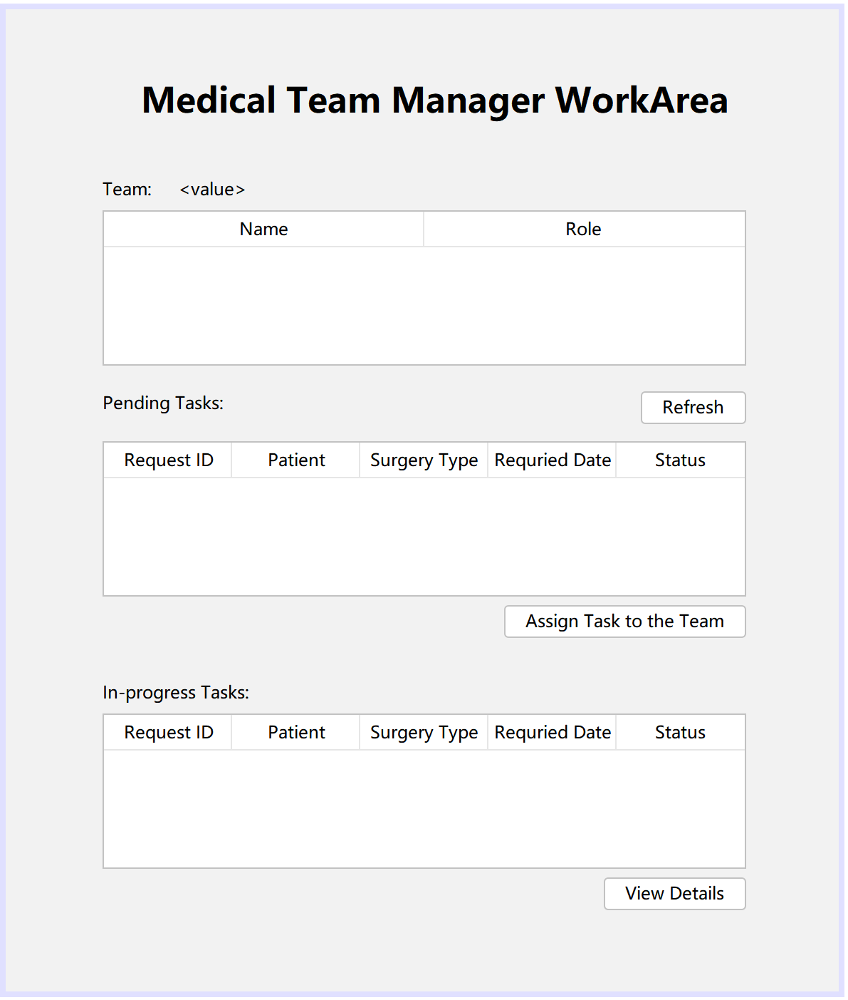 Medical Team Manager WorkArea
Team: <value>
Name Role
Pending Tasks: Refresh
Request ID Patient Surgery Type Requried Date Status
Assign Task to the Team
In-progress Tasks:
Request ID Patient Surgery Type Requried Date Status
View Details